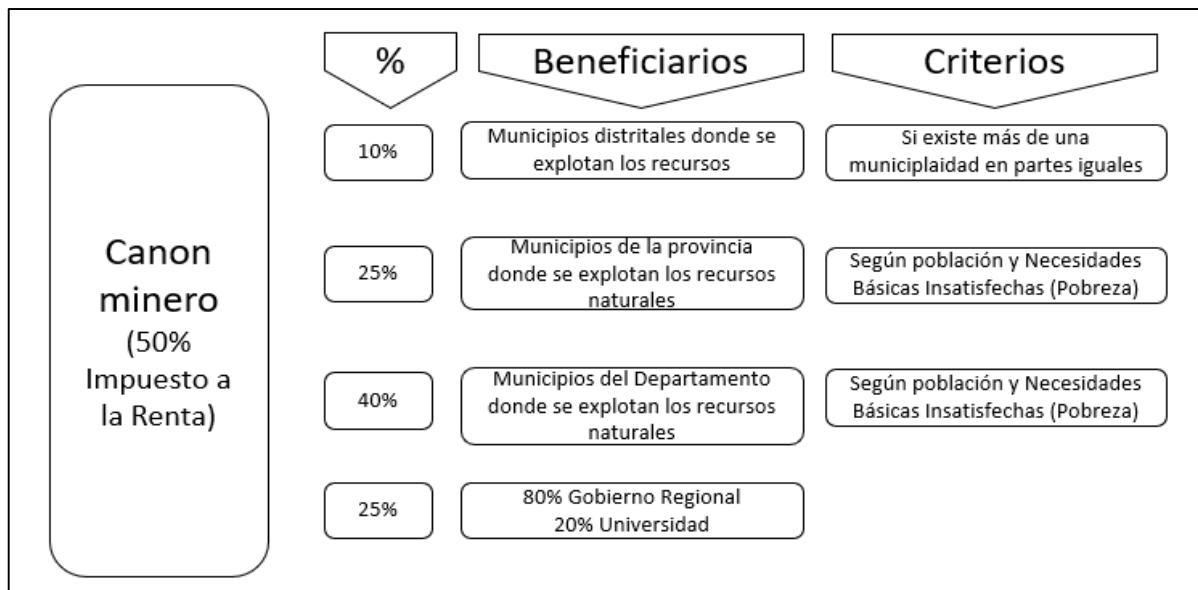 %
Beneficiarios
Criterios
Canon
minero
(50%
Impuesto a
la Renta)
10%
Municipios distritales donde se
explotan los recursos
Si existe más de una
municiplaidad en partes iguales
25%
Municipios de la provincia
donde se explotan los recursos
naturales
Según población y Necesidades
Básicas Insatisfechas (Pobreza)
40%
Municipios del Departamento
donde se explotan los recursos
naturales
Según población y Necesidades
Básicas Insatisfechas (Pobreza)
25%
80% Gobierno Regional
20% Universidad